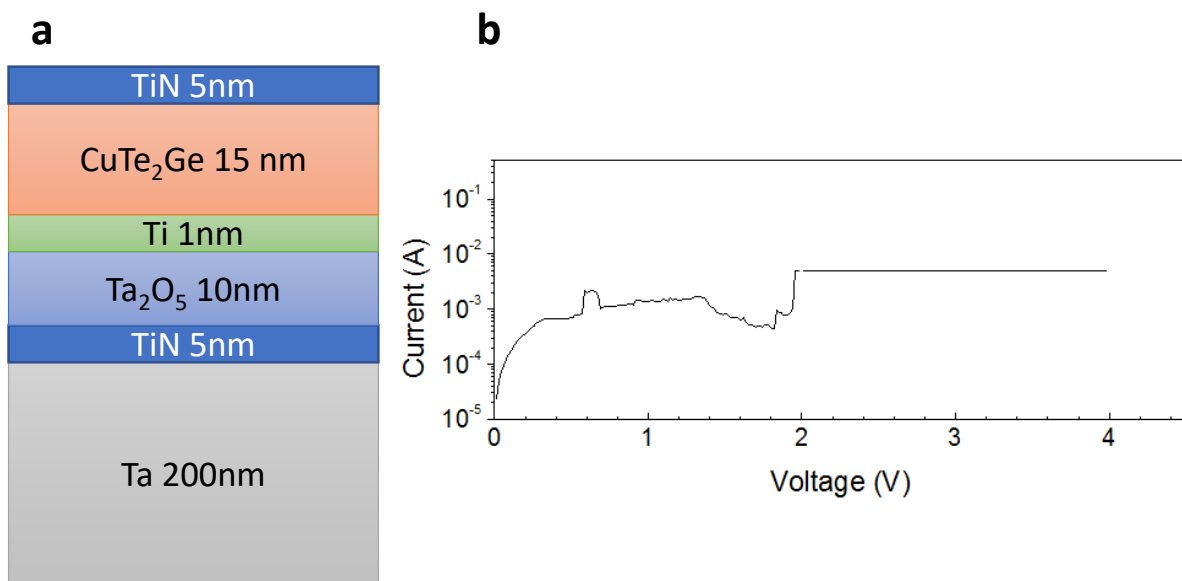 a
TiN 5nm
CuTe₂Ge 15 nm
Ti 1nm
Ta₂O₅ 10nm
TiN 5nm
Ta 200nm
b
Current (A)
10⁻¹
10⁻²
10⁻³
10⁻⁴
10⁻⁵
0 1 2 3 4
Voltage (V)